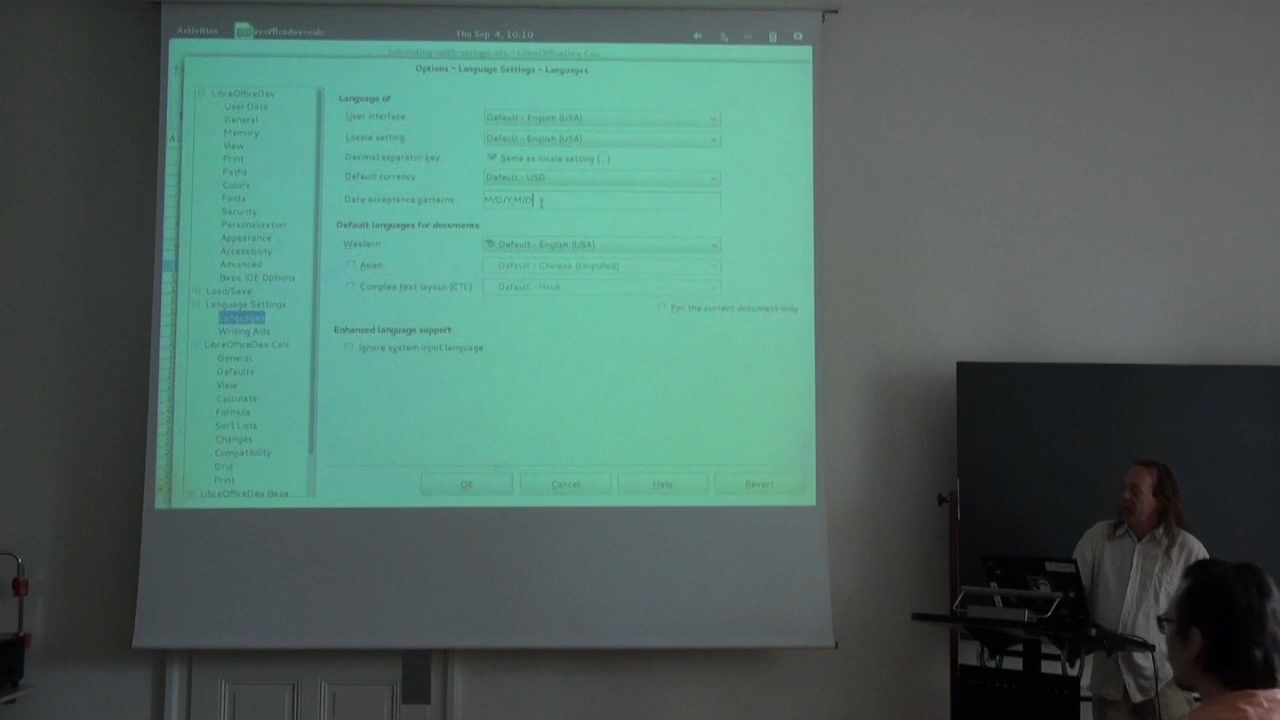 Activities
Thu Sep 4, 10:10
Options - Language Settings - Languages
LibreOfficeDev
User Data
General
Memory
View
Print
Paths
Colors
Fonts
Security
Personalization
Appearance
Accessibility
Advanced
Basic IDE Options
Load/Save
Language Settings
Languages
Writing Aids
LibreOfficeDev Calc
General
Defaults
View
Calculate
Formula
Sort Lists
Changes
Compatibility
Grid
Print
LibreOfficeDev Base
Language of
User interface
Default - English (USA)
Locale setting
Default - English (USA)
Decimal separator key
Same as locale setting ( . )
Default currency
Default - USD
Date acceptance patterns
M/D/Y;M/D
Default languages for documents
Western
Default - English (USA)
Asian
Default - Chinese (simplified)
Complex text layout (CTL)
Default - Hindi
For the current document only
Enhanced language support
Ignore system input language
OK
Cancel
Help
Revert